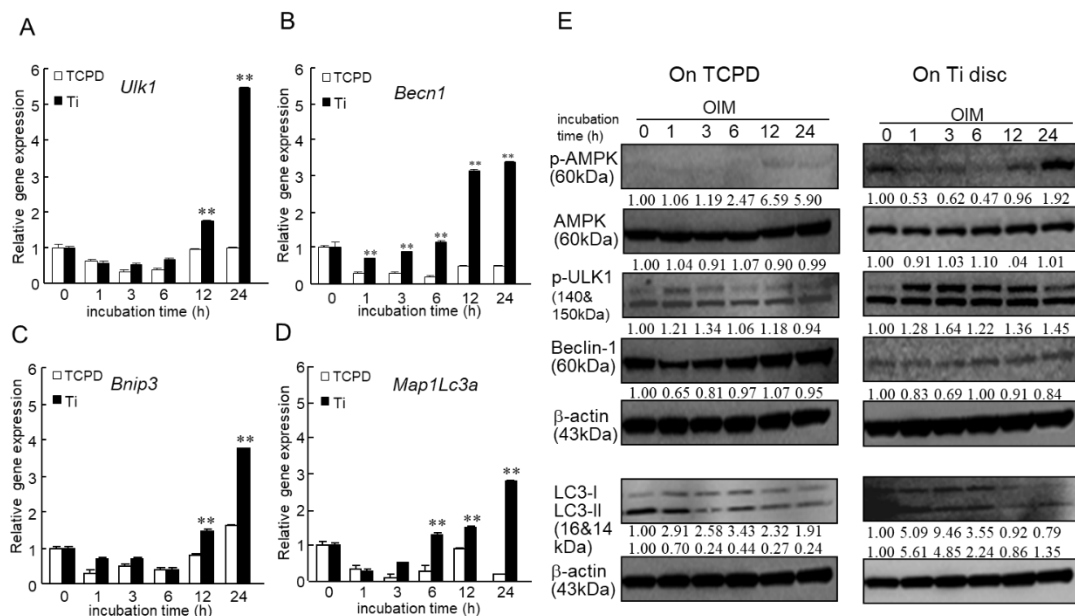 A
Ulk1
TCPD
Ti
Relative gene expression
6
5
4
3
2
1
0
**
**
0 1 3 6 12 24
incubation time (h)
B
Becn1
TCPD
Ti
Relative gene expression
6
5
4
3
2
1
0
** ** ** ** **
0 1 3 6 12 24
incubation time (h)
C
Bnip3
TCPD
Ti
Relative gene expression
6
4
2
1
0
**
**
0 1 3 6 12 24
incubation time (h)
D
Map1Lc3a
TCPD
Ti
Relative gene expression
6
5
4
3
2
1
0
** ** **
0 1 3 6 12 24
incubation time (h)
E
On TCPD On Ti disc
OIM OIM
incubation
time (h)
0 1 3 6 12 24 0 1 3 6 12 24
p-AMPK
(60kDa)
1.00 1.06 1.19 2.47 6.59 5.90 1.00 0.53 0.62 0.47 0.96 1.92
AMPK
(60kDa)
1.00 1.04 0.91 1.07 0.90 0.99 1.00 0.91 1.03 1.10 .04 1.01
p-ULK1
(140&
150kDa)
1.00 1.21 1.34 1.06 1.18 0.94 1.00 1.28 1.64 1.22 1.36 1.45
Beclin-1
(60kDa)
1.00 0.65 0.81 0.97 1.07 0.95 1.00 0.83 0.69 1.00 0.91 0.84
β-actin
(43kDa)
LC3-I
LC3-II
(16&14
kDa)
1.00 2.91 2.58 3.43 2.32 1.91 1.00 5.09 9.46 3.55 0.92 0.79
1.00 0.70 0.24 0.44 0.27 0.24 1.00 5.61 4.85 2.24 0.86 1.35
β-actin
(43kDa)